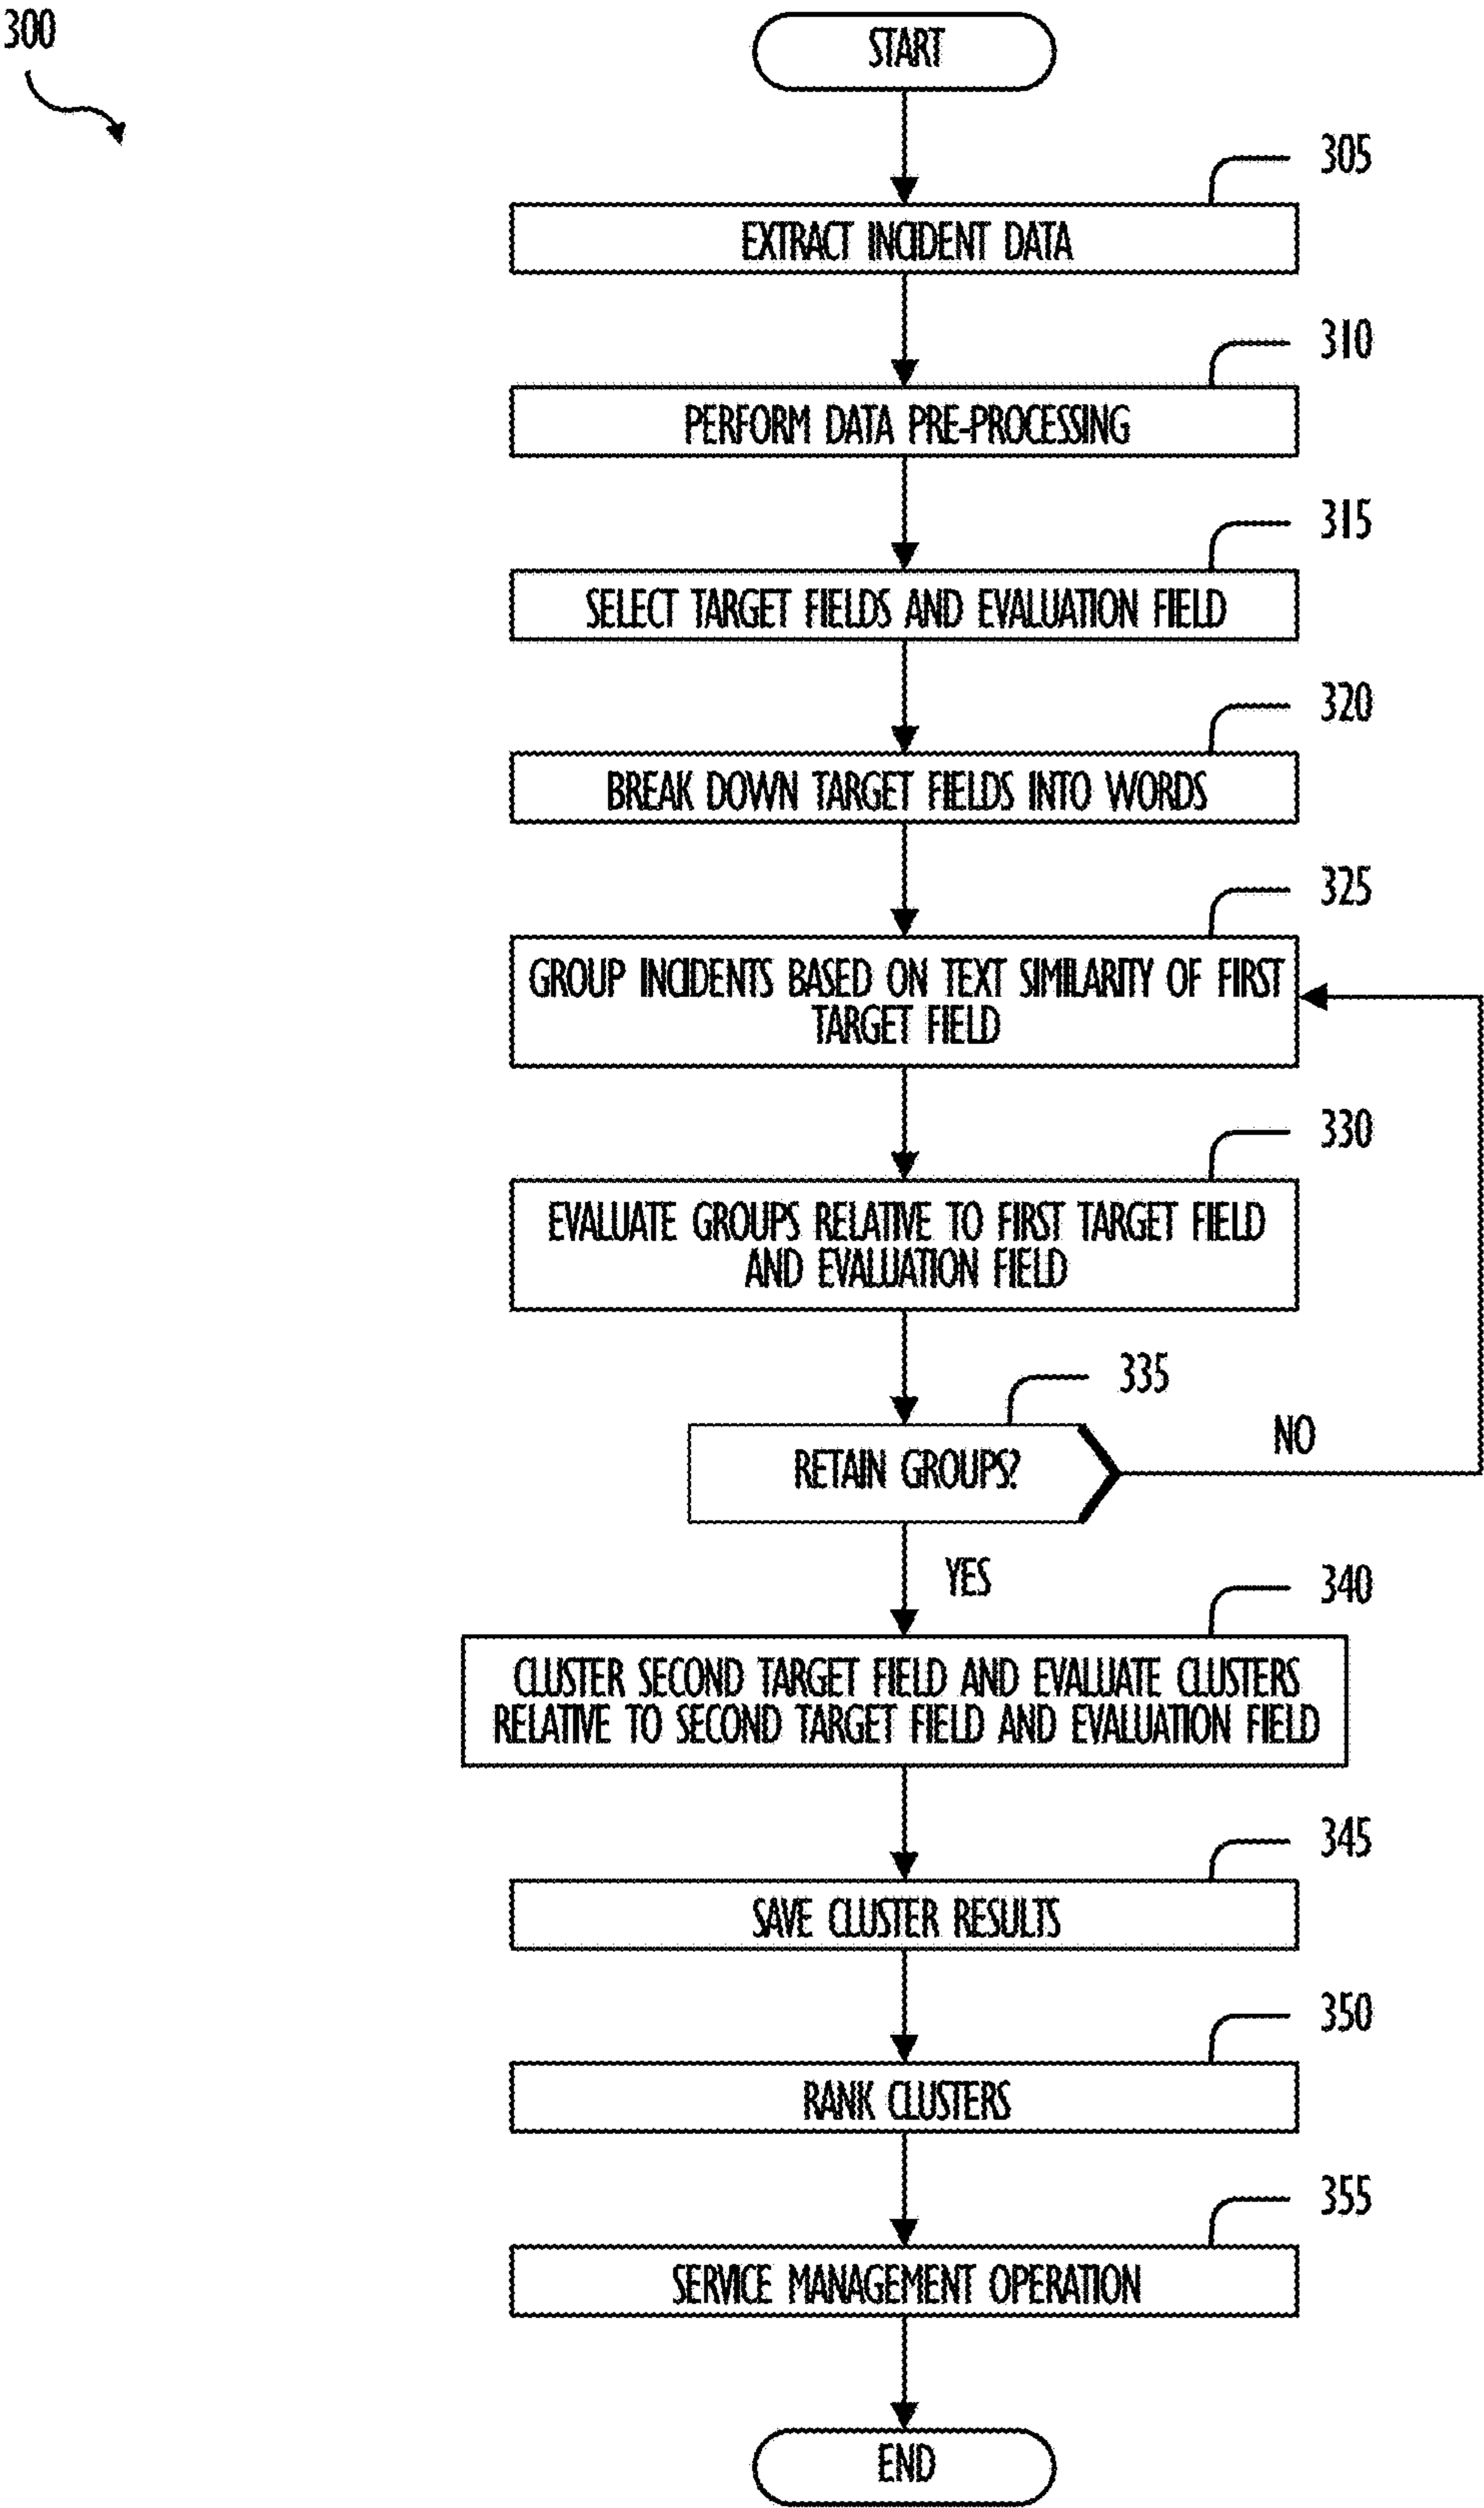 300
START
305
EXTRACT INCIDENT DATA
310
PERFORM DATA PRE-PROCESSING
315
SELECT TARGET FIELDS AND EVALUATION FIELD
320
BREAK DOWN TARGET FIELDS INTO WORDS
325
GROUP INCIDENTS BASED ON TEXT SIMILARITY OF FIRST
TARGET FIELD
330
EVALUATE GROUPS RELATIVE TO FIRST TARGET FIELD
AND EVALUATION FIELD
335
RETAIN GROUPS?
NO
YES
340
CLUSTER SECOND TARGET FIELD AND EVALUATE CLUSTERS
RELATIVE TO SECOND TARGET FIELD AND EVALUATION FIELD
345
SAVE CLUSTER RESULTS
350
RANK CLUSTERS
355
SERVICE MANAGEMENT OPERATION
END